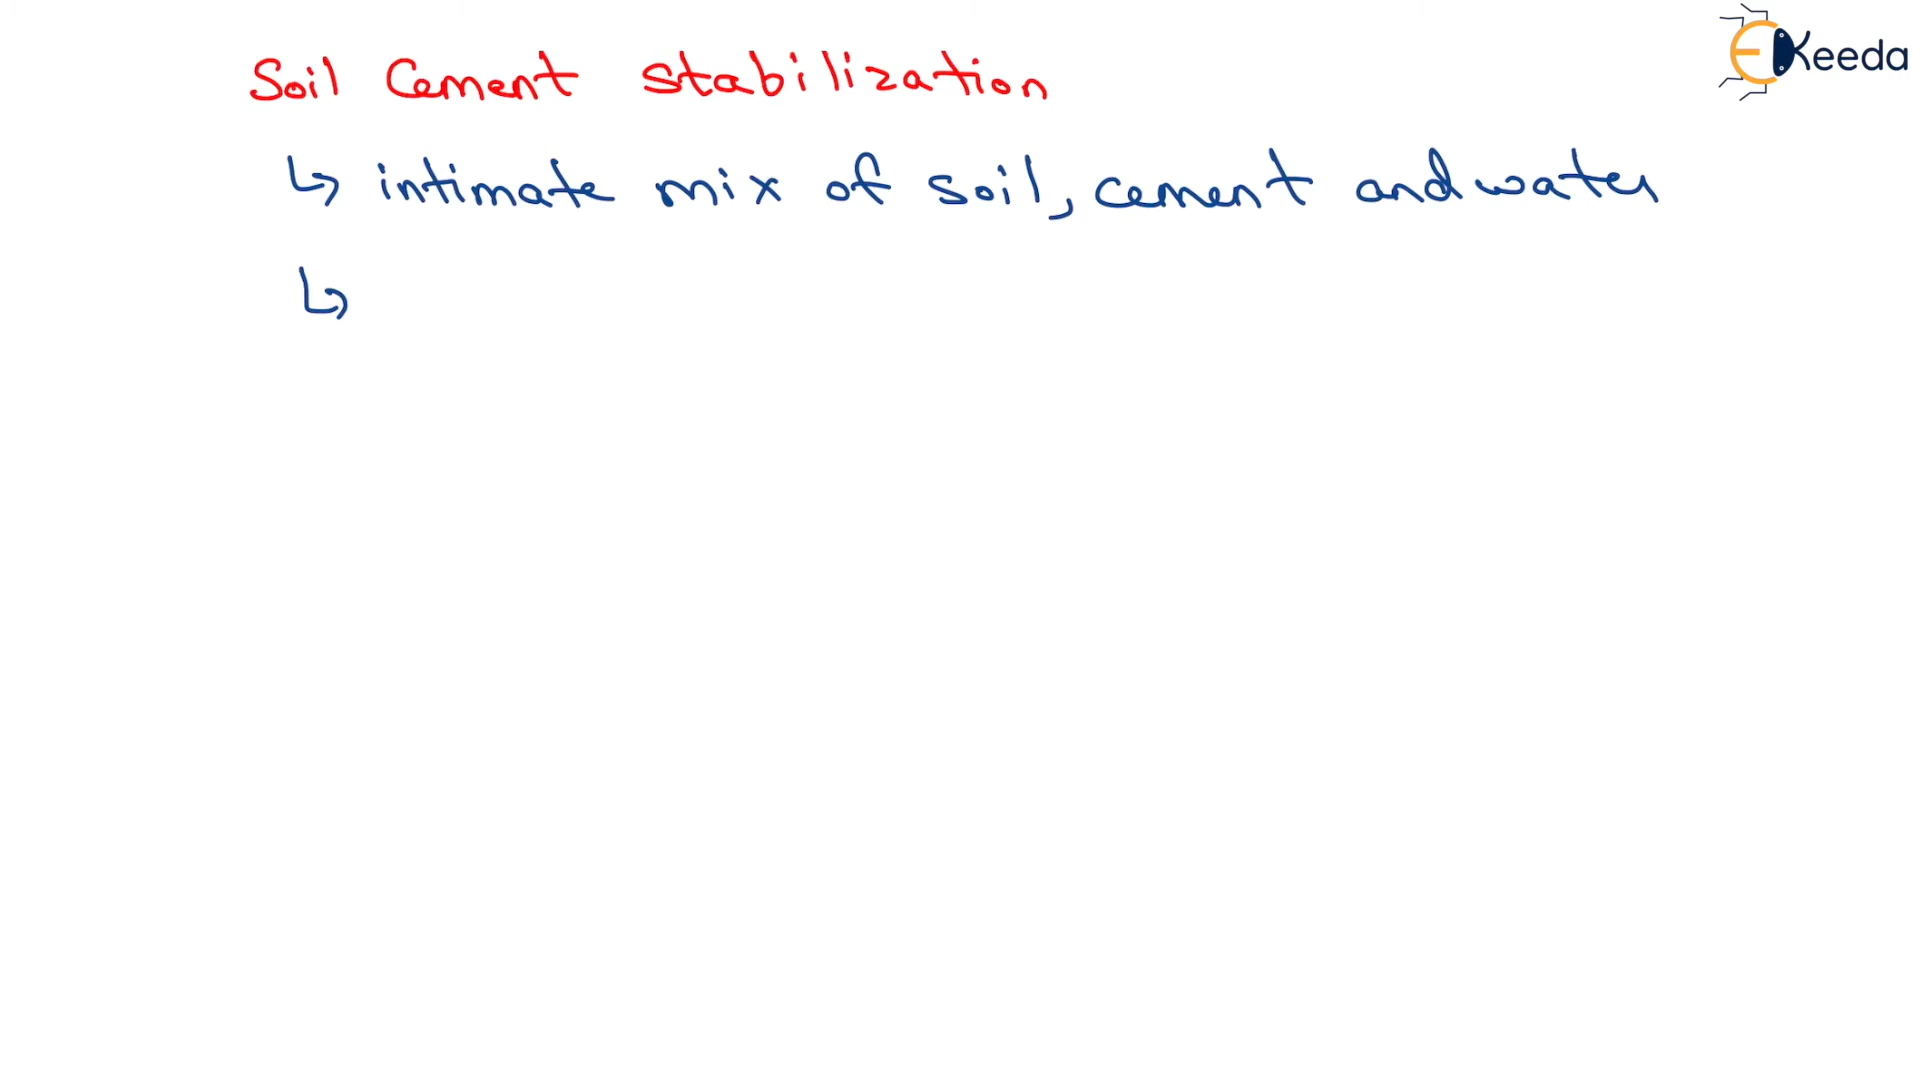 Soil Cement Stabilization
EKeeda
↳ intimate mix of soil, cement and water
↳